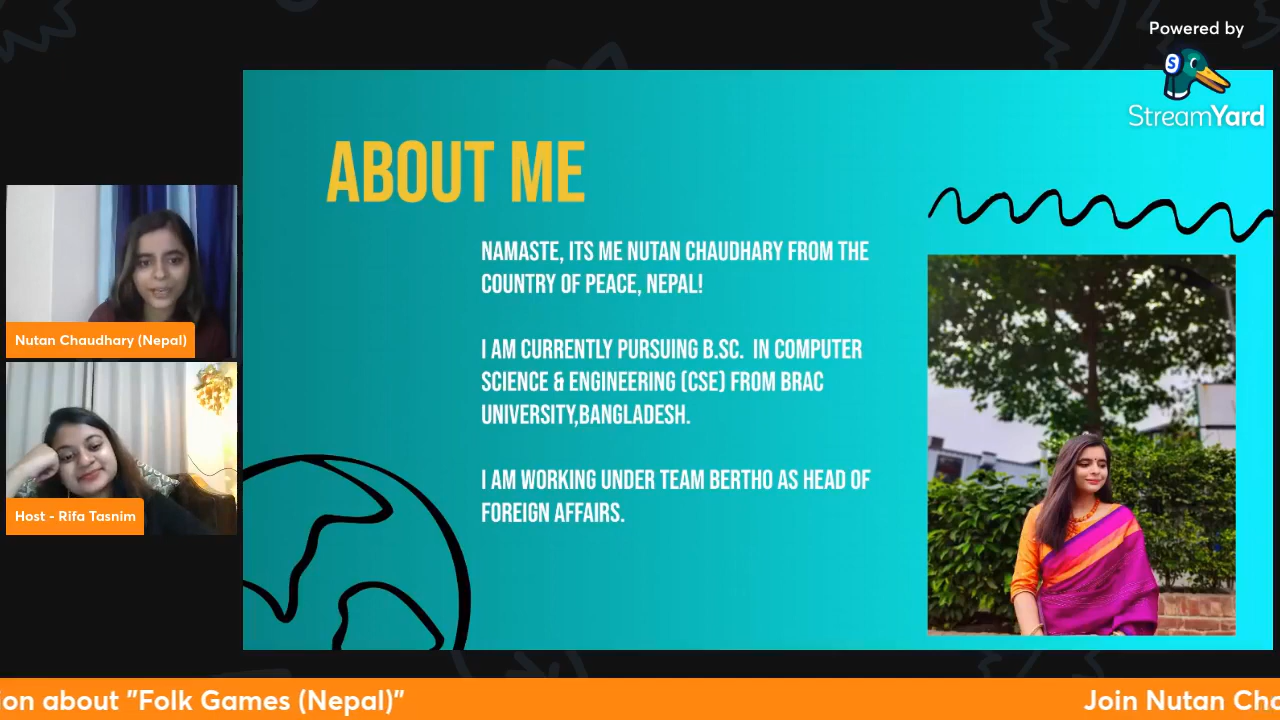 Powered by
StreamYard
ABOUT ME
NAMASTE, ITS ME NUTAN CHAUDHARY FROM THE
COUNTRY OF PEACE, NEPAL!
I AM CURRENTLY PURSUING B.SC. IN COMPUTER
SCIENCE & ENGINEERING (CSE) FROM BRAC
UNIVERSITY,BANGLADESH.
I AM WORKING UNDER TEAM BERTHO AS HEAD OF
FOREIGN AFFAIRS.
Nutan Chaudhary (Nepal)
Host - Rifa Tasnim
ion about "Folk Games (Nepal)" Join Nutan Cha